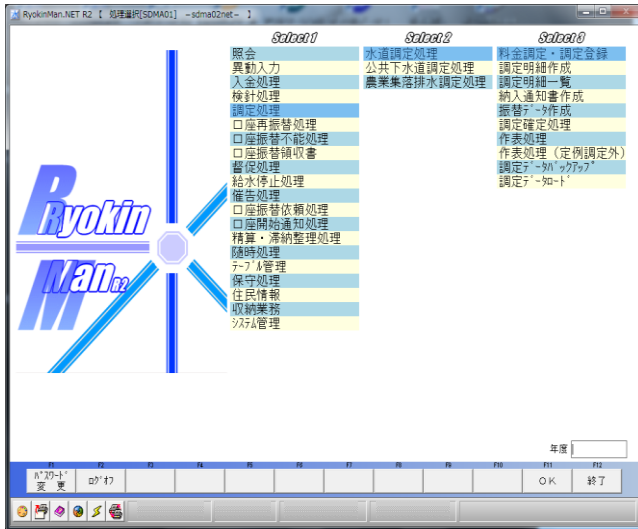 RyokinMan.NET R2 【 処理選択[SDMA01] －sdma02net－ 】
Select1
照会
異動入力
入金処理
検針処理
調定処理
口座再振替処理
口座振替不能処理
口座振替領収書
督促処理
給水停止処理
催告処理
口座振替依頼処理
口座開始通知処理
精算・滞納整理処理
随時処理
ﾃｰﾌﾞﾙ管理
保守処理
住民情報
収納業務
ｼｽﾃﾑ管理
Select2
水道調定処理
公共下水道調定処理
農業集落排水調定処理
Select3
料金調定・調定登録
調定明細作成
調定明細一覧
納入通知書作成
振替ﾃﾞｰﾀ作成
調定確定処理
作表処理
作表処理（定例調定外）
調定ﾃﾞｰﾀﾊﾞｯｸｱｯﾌﾟ
調定ﾃﾞｰﾀﾛｰﾄﾞ
Ryokin
Man R2
年度
F1 F2 F3 F4 F5 F6 F7 F8 F9 F10 F11 F12
ﾊﾟｽﾜｰﾄﾞ
変 更
ﾛｸﾞｵﾌ
OK
終了